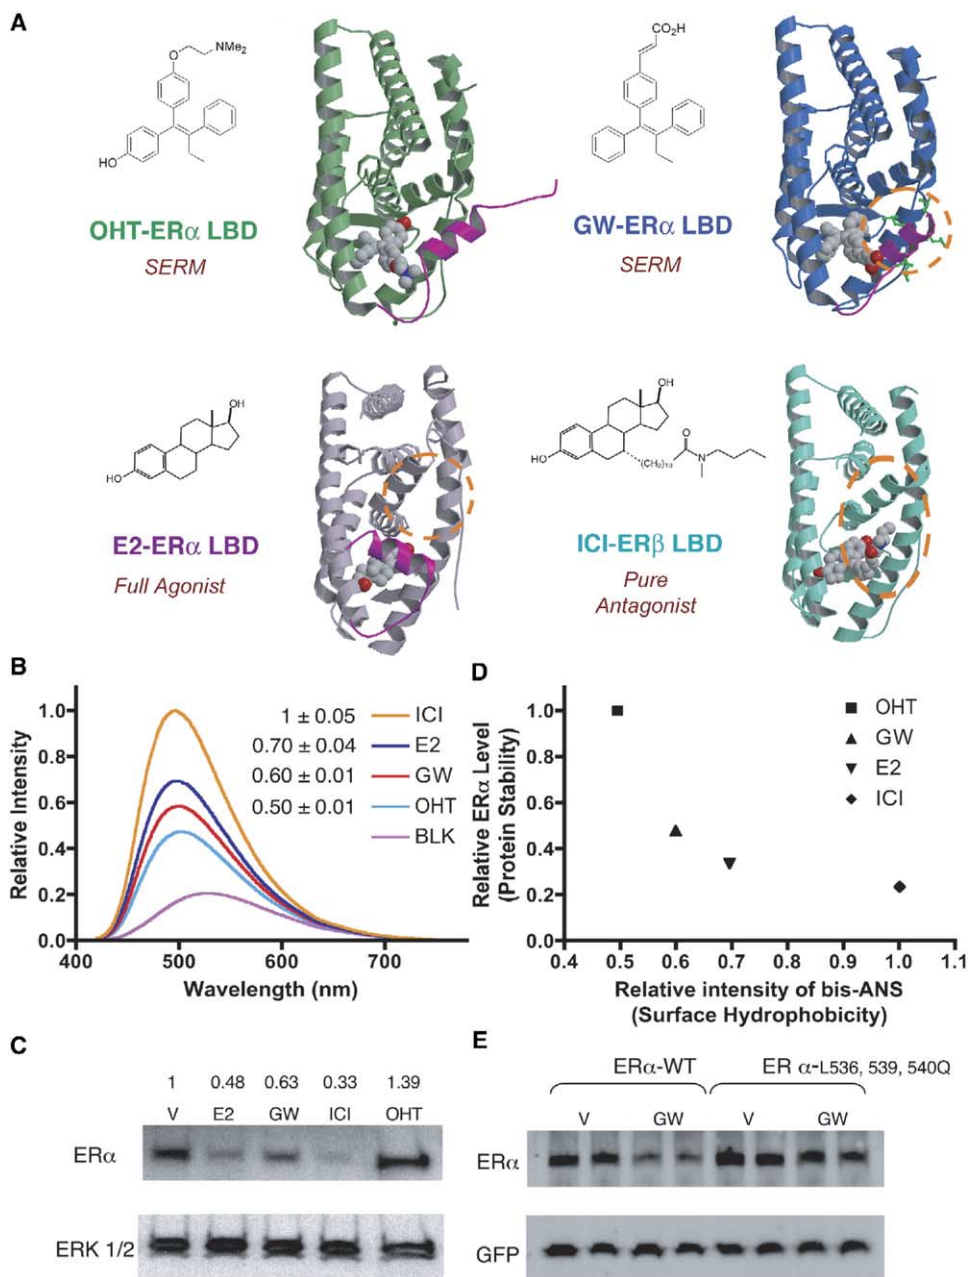 A
O
NMe₂
HO
OHT-ERα LBD
SERM
CO₂H
GW-ERα LBD
SERM
OH
HO
E2-ERα LBD
Full Agonist
OH
HO
(CH₂)₁₀
O
N
ICI-ERβ LBD
Pure
Antagonist
B
Relative Intensity
1.0
0.8
0.6
0.4
0.2
0.0
400 500 600 700
Wavelength (nm)
1 ± 0.05 ICI
0.70 ± 0.04 E2
0.60 ± 0.01 GW
0.50 ± 0.01 OHT
BLK
D
Relative ERα Level
(Protein Stability)
1.0
0.8
0.6
0.4
0.2
0.0
0.4 0.5 0.6 0.7 0.8 0.9 1.0 1.1
Relative intensity of bis-ANS
(Surface Hydrophobicity)
OHT
GW
E2
ICI
C
1 0.48 0.63 0.33 1.39
V E2 GW ICI OHT
ERα
ERK 1/2
E
ERα-WT ER α-L536, 539, 540Q
V GW V GW
ERα
GFP